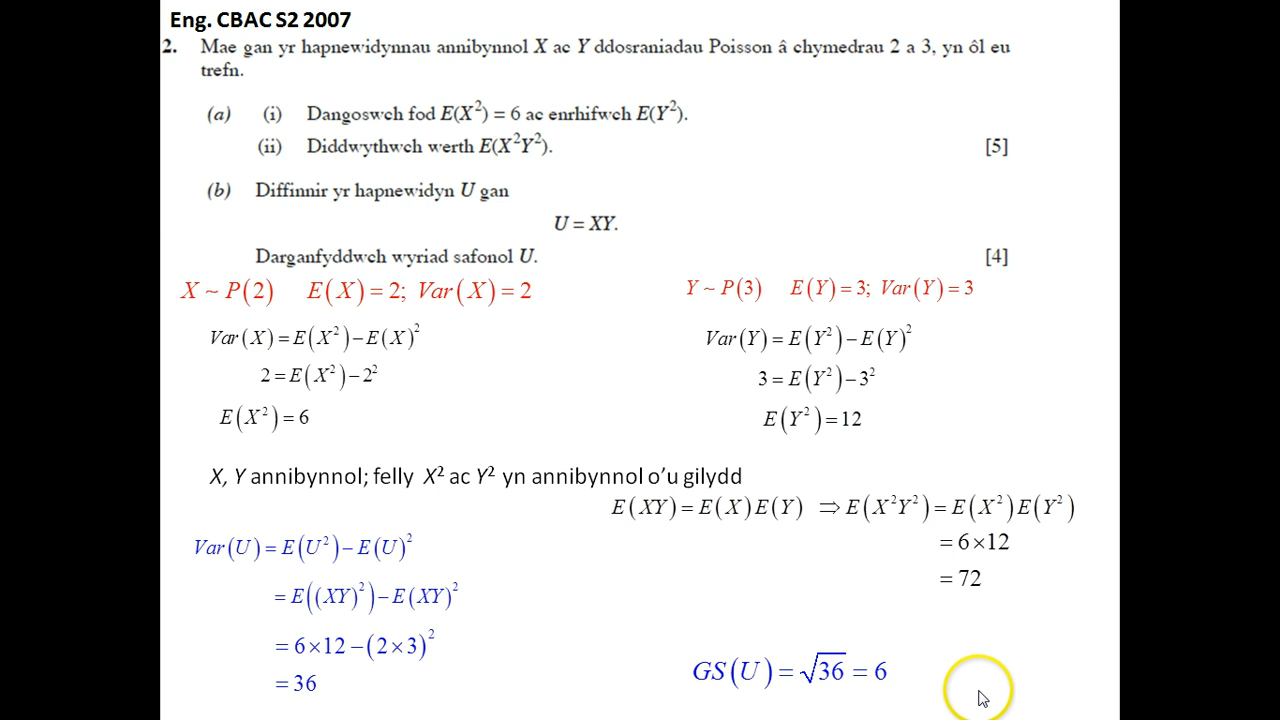 Eng. CBAC S2 2007
2. Mae gan yr hapnewidynnau annibynnol X ac Y ddosraniadau Poisson â chymedrau 2 a 3, yn ôl eu
trefn.
(a) (i) Dangoswch fod E(X²) = 6 ac enrhifwch E(Y²).
(ii) Diddwythwch werth E(X²Y²). [5]
(b) Diffinnir yr hapnewidyn U gan
U = XY.
Darganfyddwch wyriad safonol U. [4]
X ~ P(2) E(X) = 2; Var(X) = 2
Y ~ P(3) E(Y) = 3; Var(Y) = 3
Var(X) = E(X²) − E(X)²
2 = E(X²) − 2²
E(X²) = 6
Var(Y) = E(Y²) − E(Y)²
3 = E(Y²) − 3²
E(Y²) = 12
X, Y annibynnol; felly X² ac Y² yn annibynnol o'u gilydd
E(XY) = E(X)E(Y) ⇒ E(X²Y²) = E(X²)E(Y²)
= 6×12
= 72
Var(U) = E(U²) − E(U)²
= E((XY)²) − E(XY)²
= 6×12 − (2×3)²
= 36
GS(U) = √36 = 6